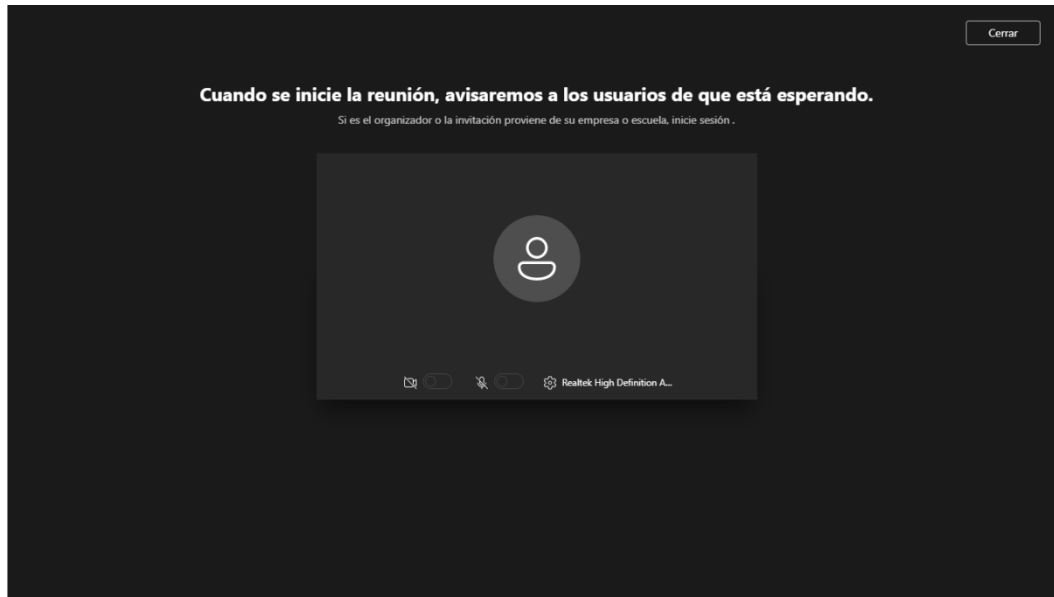 Cerrar
Cuando se inicie la reunión, avisaremos a los usuarios de que está esperando.
Si es el organizador o la invitación proviene de su empresa o escuela, inicie sesión .
Realtek High Definition A...